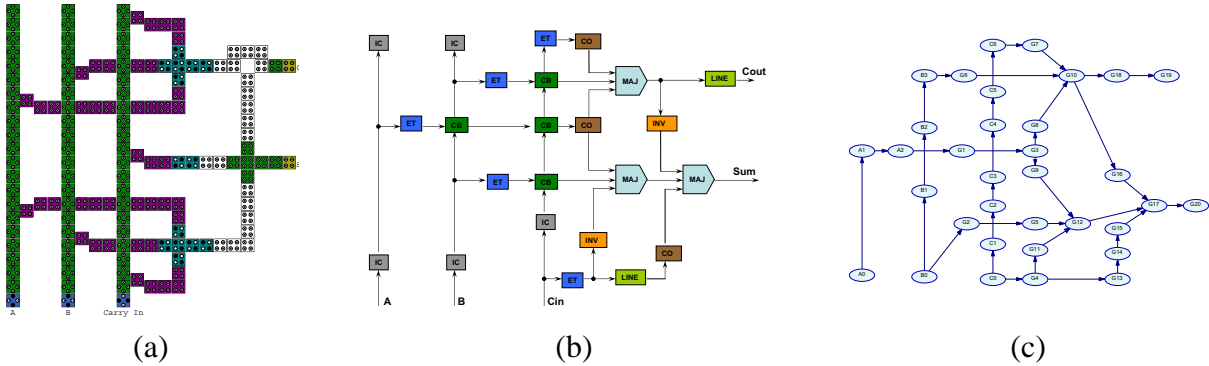 A B Carry In
(a)
IC IC ET CO
ET CB MAJ LINE Cout
ET CB CB CO INV
ET CB MAJ MAJ Sum
IC INV
IC IC CO
ET LINE
A B Cin
(b)
C6 G7
B3 G6 G10 G18 G19
C5
B2 C4 G8
A1 A2 G1 G3
B1 C3 G9 G16
C2 G17 G20
G2 G5 G12
C1 G11 G15
G14
A0 B0 C0 G4 G13
(c)